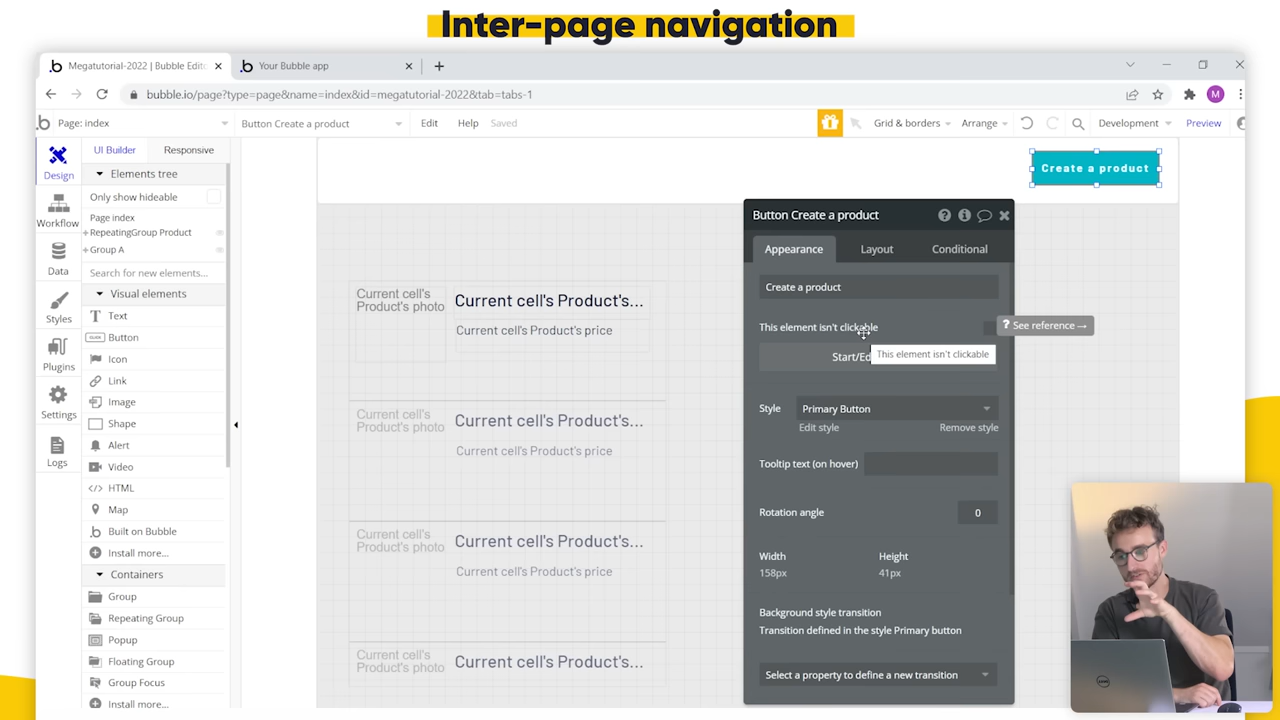 Inter-page navigation
Megatutorial-2022 | Bubble Edito
Your Bubble app
bubble.io/page?type=page&name=index&id=megatutorial-2022&tab=tabs-1
M
Page: index
Button Create a product
Edit
Help
Saved
Grid & borders
Arrange
Development
Preview
Design
Workflow
Data
Styles
Plugins
Settings
Logs
UI Builder
Responsive
Elements tree
Only show hideable
Page index
RepeatingGroup Product
Group A
Search for new elements...
Visual elements
Text
Button
Icon
Link
Image
Shape
Alert
Video
</> HTML
Map
Built on Bubble
Install more...
Containers
Group
Repeating Group
Popup
Floating Group
Group Focus
Install more...
Create a product
Current cell's
Product's photo
Current cell's Product's...
Current cell's Product's price
Current cell's
Product's photo
Current cell's Product's...
Current cell's Product's price
Current cell's
Product's photo
Current cell's Product's...
Current cell's Product's price
Current cell's
Product's photo
Current cell's Product's...
Button Create a product
Appearance
Layout
Conditional
Create a product
This element isn't clickable
? See reference →
Start/Ed
This element isn't clickable
Style
Primary Button
Edit style
Remove style
Tooltip text (on hover)
Rotation angle
0
Width
Height
158px
41px
Background style transition
Transition defined in the style Primary button
Select a property to define a new transition
DELL